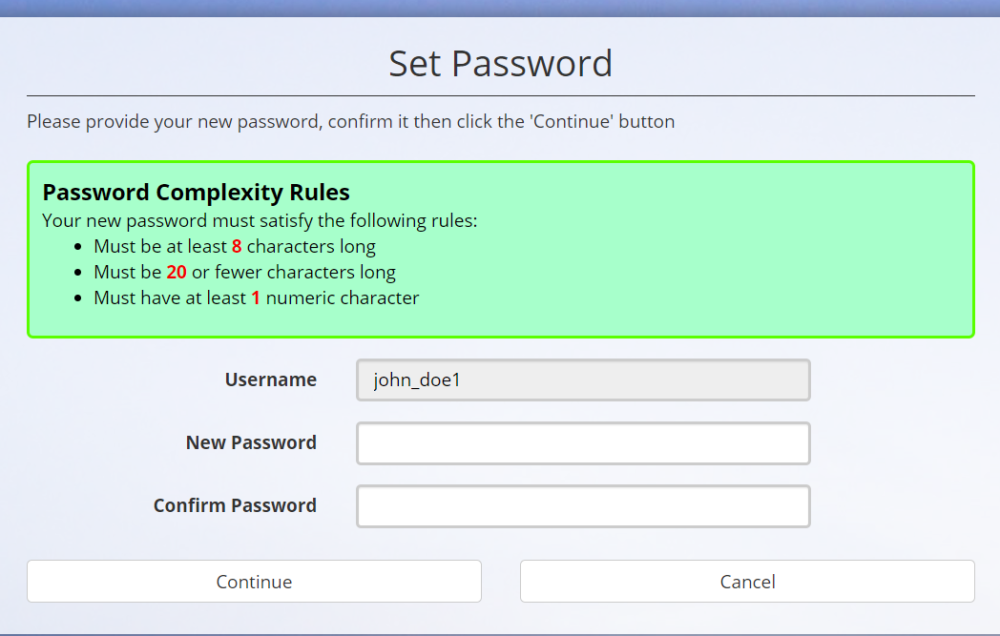 Set Password
Please provide your new password, confirm it then click the 'Continue' button
Password Complexity Rules
Your new password must satisfy the following rules:
Must be at least 8 characters long
Must be 20 or fewer characters long
Must have at least 1 numeric character
Username john_doe1
New Password
Confirm Password
Continue Cancel